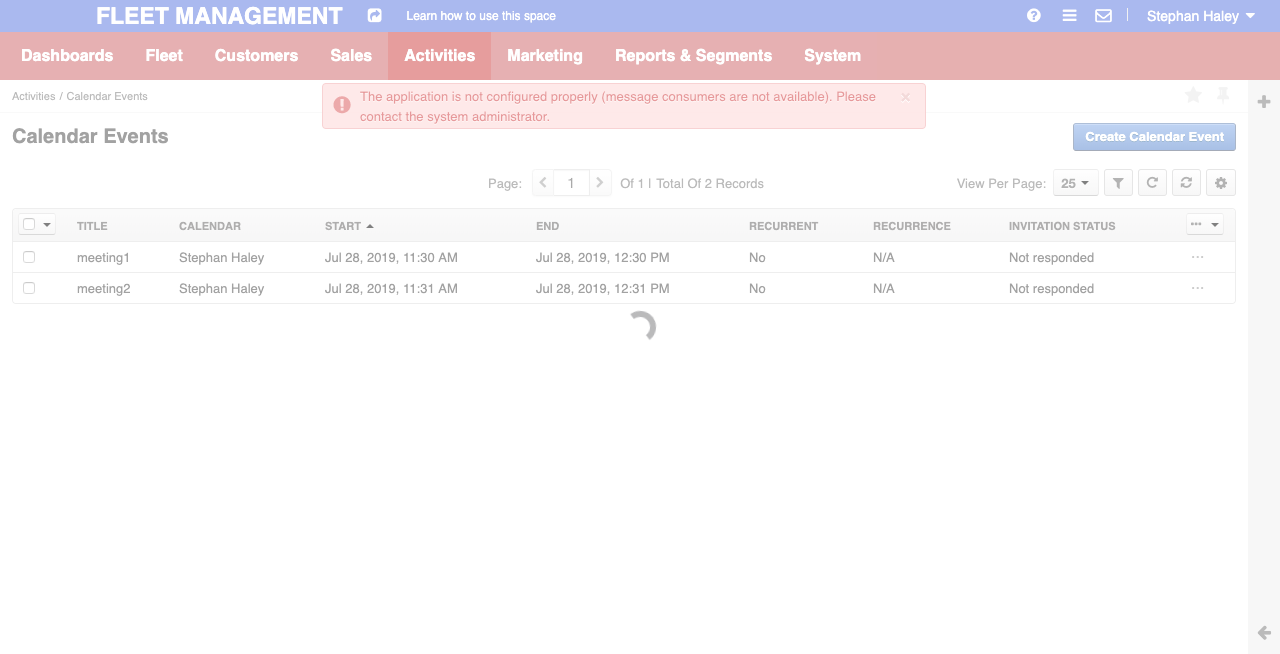 FLEET MANAGEMENT Learn how to use this space Stephan Haley
Dashboards Fleet Customers Sales Activities Marketing Reports & Segments System
Activities / Calendar Events
The application is not configured properly (message consumers are not available). Please
contact the system administrator.
×
Calendar Events
Create Calendar Event
Page: 1 Of 1 | Total Of 2 Records View Per Page: 25
TITLE CALENDAR START END RECURRENT RECURRENCE INVITATION STATUS
meeting1 Stephan Haley Jul 28, 2019, 11:30 AM Jul 28, 2019, 12:30 PM No N/A Not responded
meeting2 Stephan Haley Jul 28, 2019, 11:31 AM Jul 28, 2019, 12:31 PM No N/A Not responded